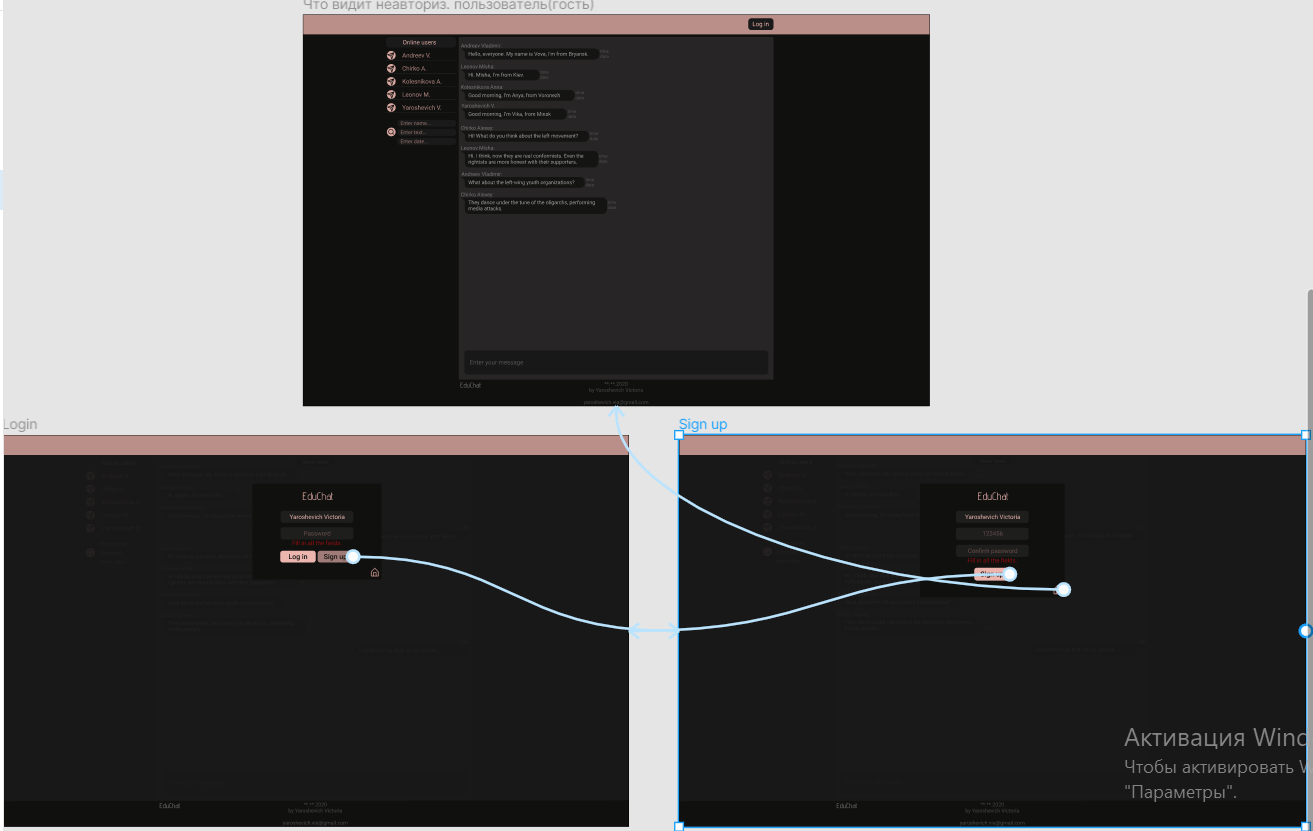 Что видит неавториз. пользователь(гость)
Log in
Online users
Andreev V.
Chirko A.
Kolesnikova A.
Leonov M.
Yaroshevich V.
Enter name...
Enter text...
Enter date...
Andreev Vladimir:
Hello, everyone. My name is Vova, I'm from Bryansk.
Leonov Misha:
Hi. Misha, I'm from Kiev.
Kolesnikova Anna:
Good morning, I'm Anya, from Voronezh
Yaroshevich V.
Good morning, I'm Vika, from Minsk
Chirko Alexey:
Hi! What do you think about the left movement?
Leonov Misha:
Hi. I think, now they are real conformists. Even the
rightists are more honest with their supporters.
Andreev Vladimir:
What about the left-wing youth organizations?
Chirko Alexey:
They dance under the tune of the oligarchs, performing
media attacks.
Enter your message
EduChat
**.**.2020
by Yaroshevich Victoria
yaroshevich.vic@gmail.com
Login
EduChat
Yaroshevich Victoria
Password
Fill in all the fields
Log in
Sign up
EduChat
**.**.2020
by Yaroshevich Victoria
yaroshevich.vic@gmail.com
Sign up
EduChat
Yaroshevich Victoria
123456
Confirm password
Fill in all the fields
Sign up
EduChat
**.**.2020
by Yaroshevich Victoria
yaroshevich.vic@gmail.com
Активация Winc
Чтобы активировать W
"Параметры".